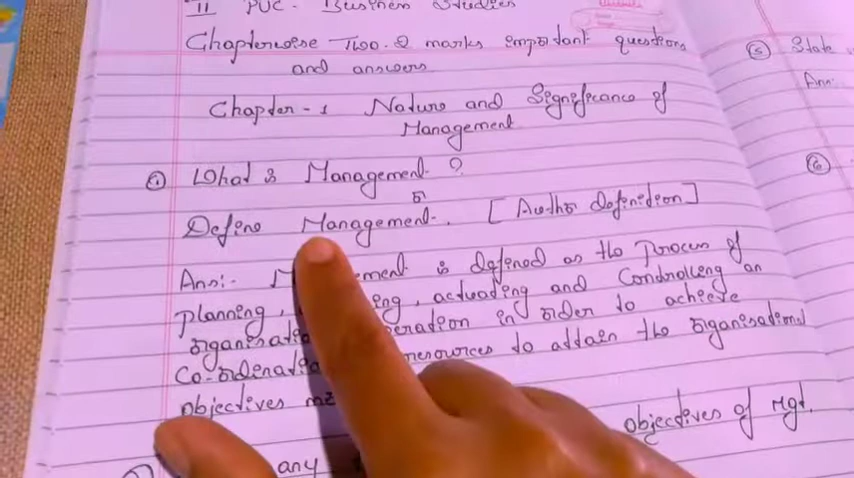 II PUC - Business Studies
Chapterwise Two. 2 marks important questions
and answers
Chapter - 1 Nature and Significance of
Management
① What is Management ?
or
Define Management. [ Author definition ]
Ans:- ement is defined as the process of
planning, ing, actuating and Controlling an
organisatio eration in order to achieve
Co-ordinatio resources to attain the organisational
objectives
objectives of Mgt.
any
⑤ State
Ans:
⑥